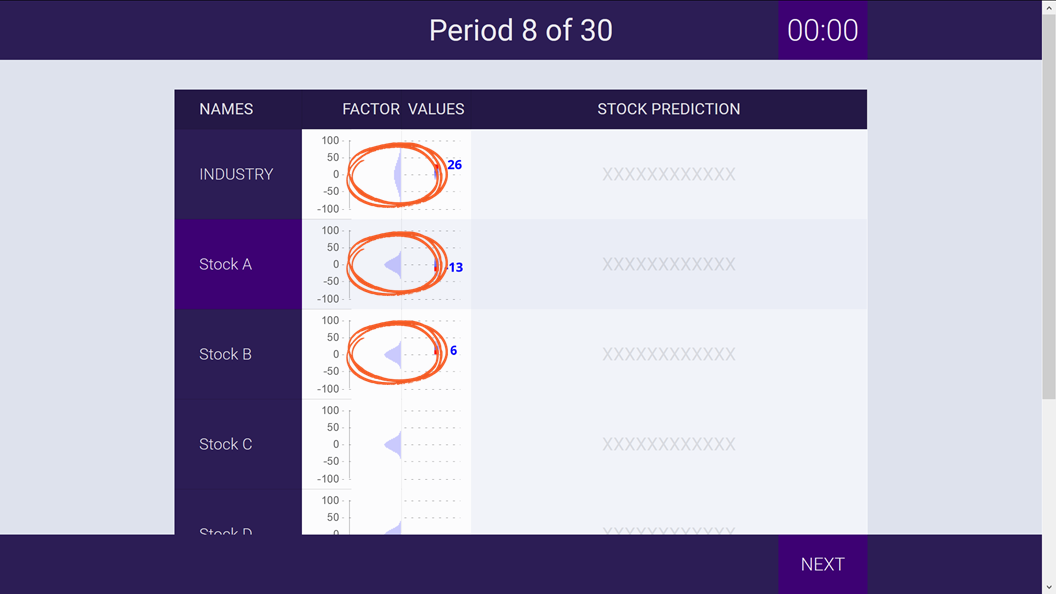 Period 8 of 30
00:00
NAMES FACTOR VALUES STOCK PREDICTION
100
50
26
INDUSTRY 0 XXXXXXXXXXXX
-50
-100
100
50
Stock A 0 -13 XXXXXXXXXXXX
-50
-100
100
50
Stock B 0 6 XXXXXXXXXXXX
-50
-100
100
50
Stock C 0 XXXXXXXXXXXX
-50
-100
100
50
Stock D 0 XXXXXXXXXXXX
NEXT